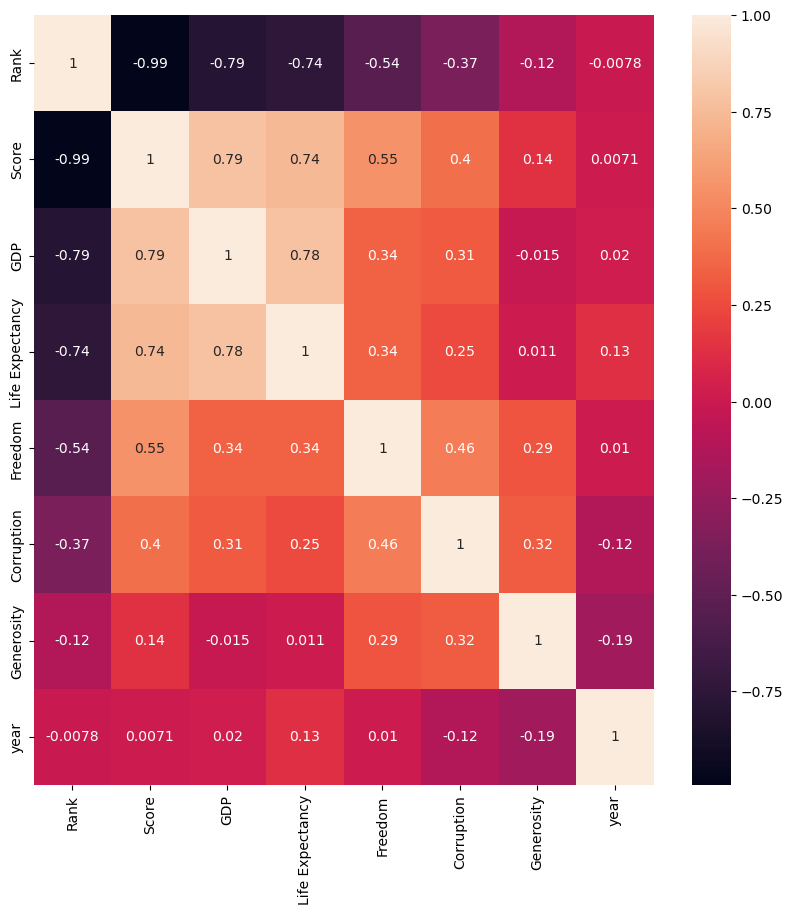 Rank 1 -0.99 -0.79 -0.74 -0.54 -0.37 -0.12 -0.0078
Score -0.99 1 0.79 0.74 0.55 0.4 0.14 0.0071
GDP -0.79 0.79 1 0.78 0.34 0.31 -0.015 0.02
Life Expectancy -0.74 0.74 0.78 1 0.34 0.25 0.011 0.13
Freedom -0.54 0.55 0.34 0.34 1 0.46 0.29 0.01
Corruption -0.37 0.4 0.31 0.25 0.46 1 0.32 -0.12
Generosity -0.12 0.14 -0.015 0.011 0.29 0.32 1 -0.19
year -0.0078 0.0071 0.02 0.13 0.01 -0.12 -0.19 1
Rank
Score
GDP
Life Expectancy
Freedom
Corruption
Generosity
year
1.00
0.75
0.50
0.25
0.00
−0.25
−0.50
−0.75